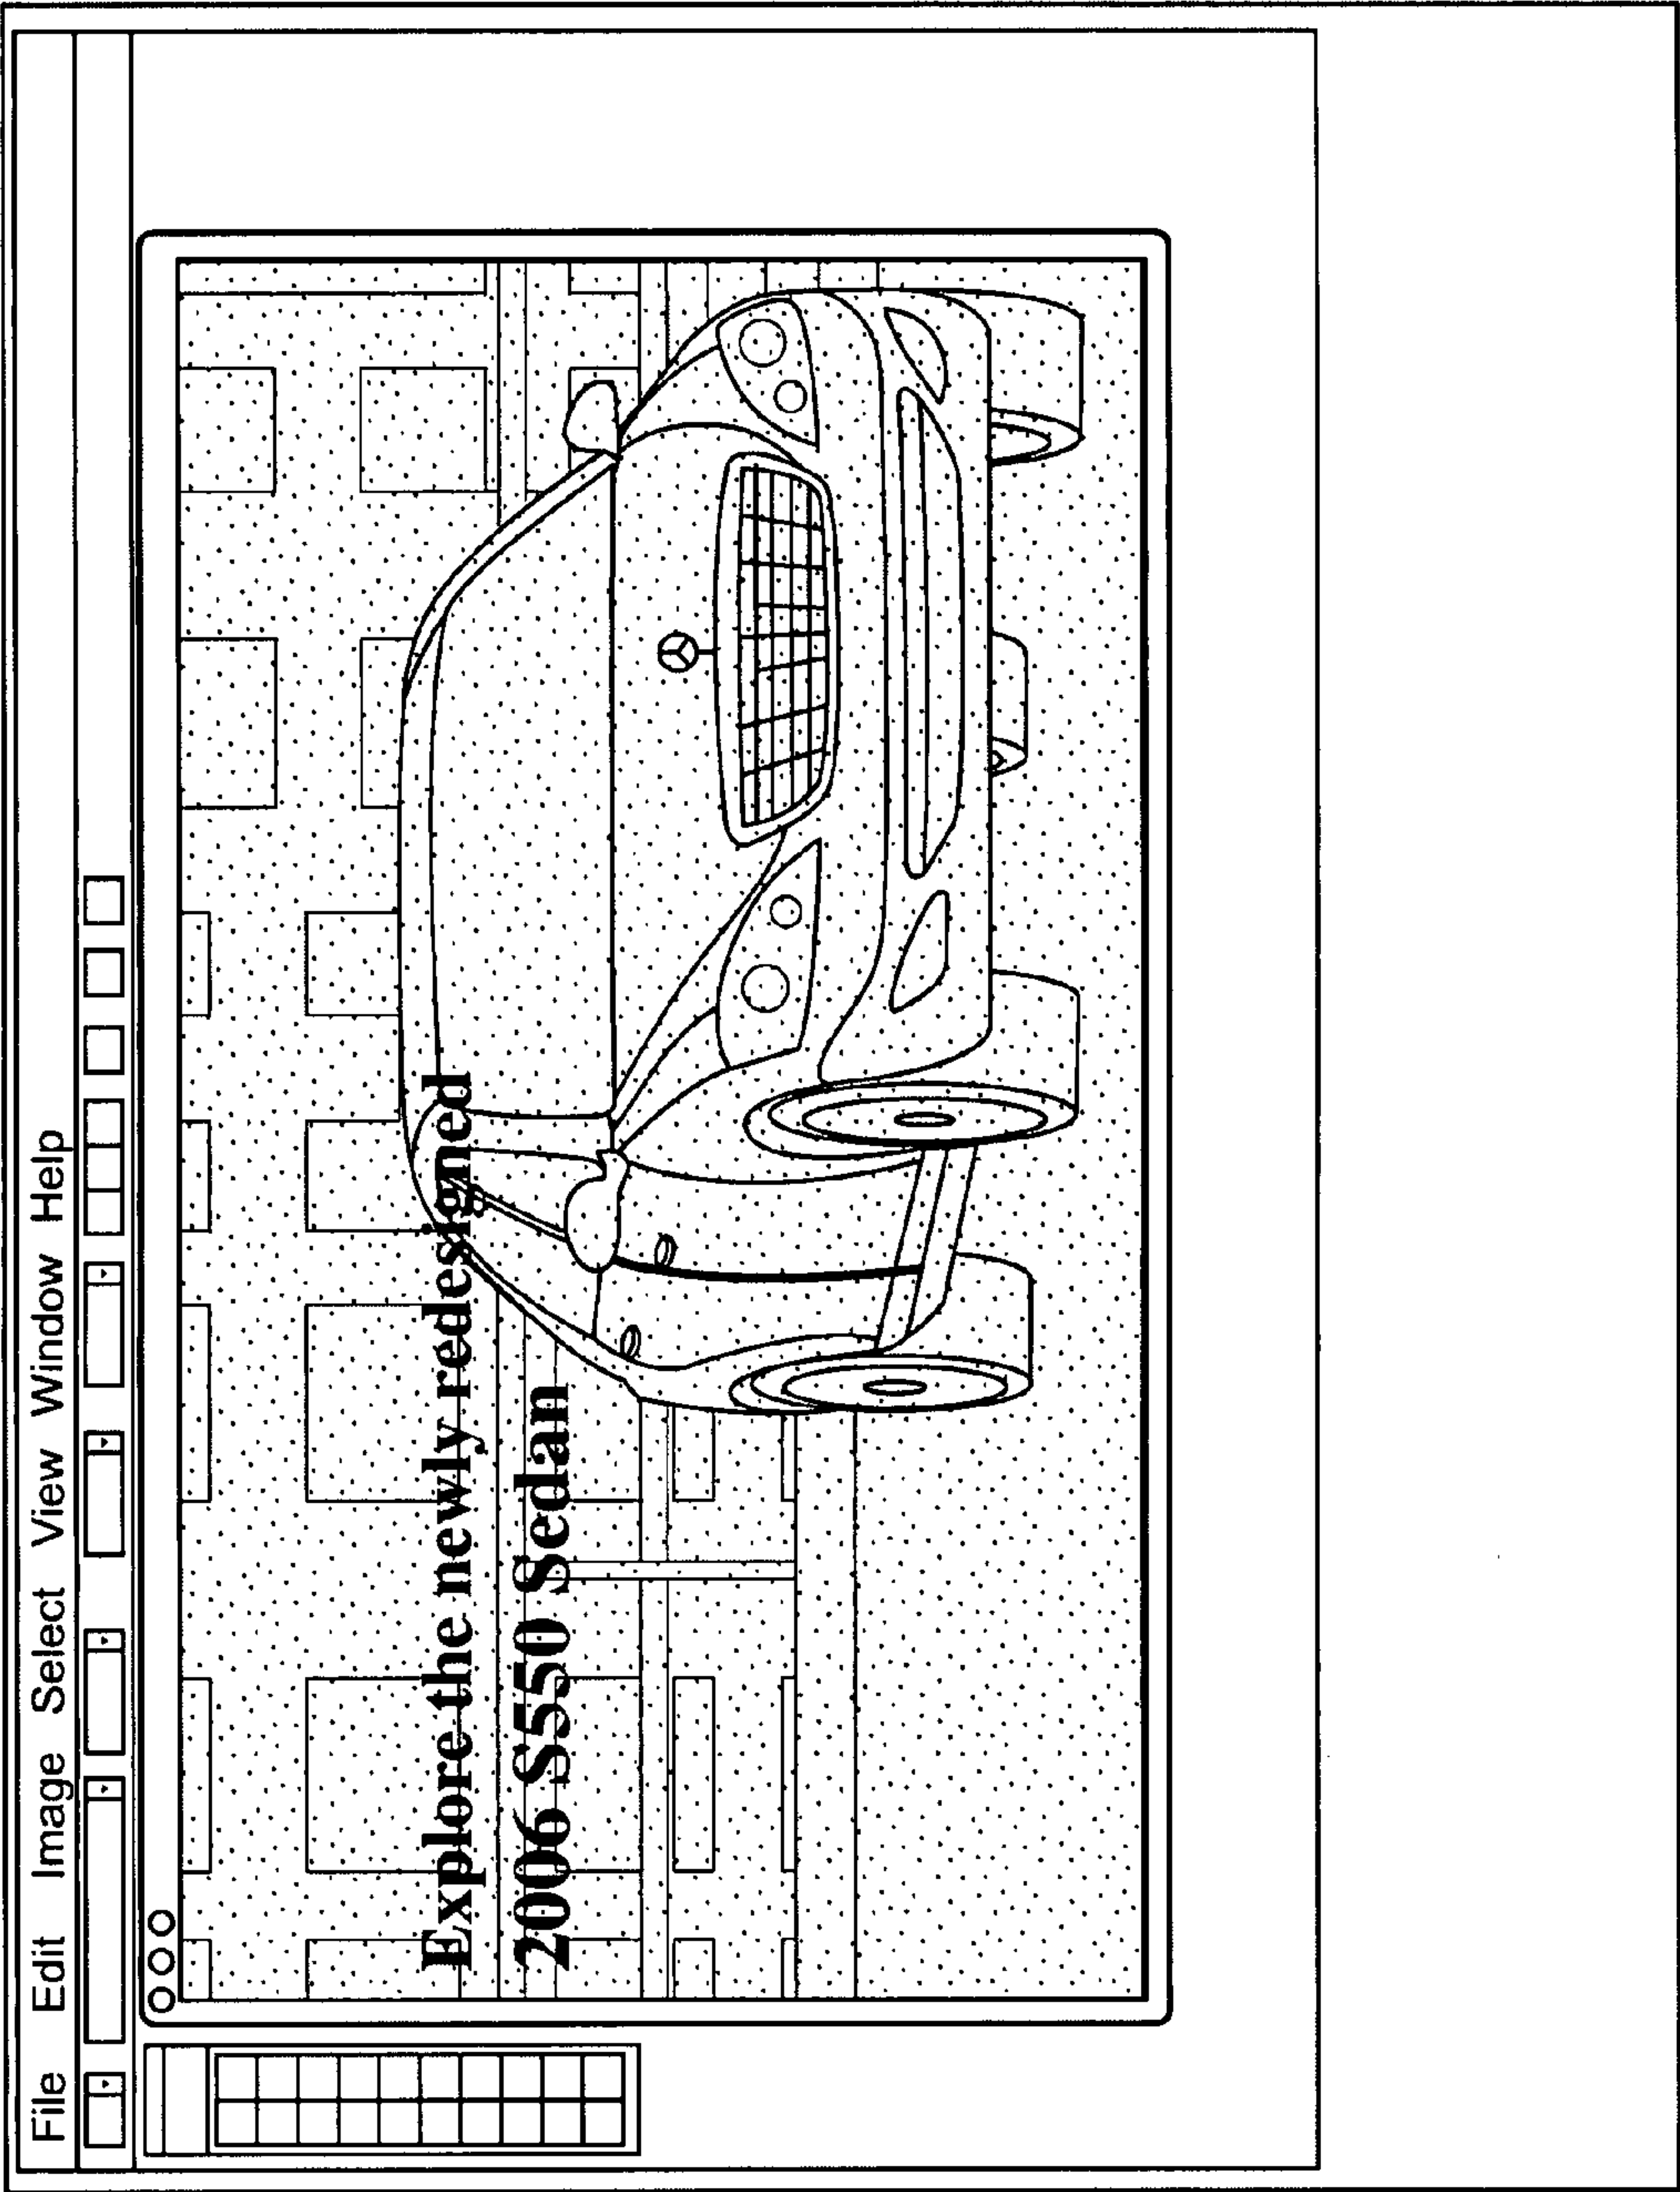 File Edit Image Select View Window Help
Explore the newly redesigned
2006 S550 Sedan